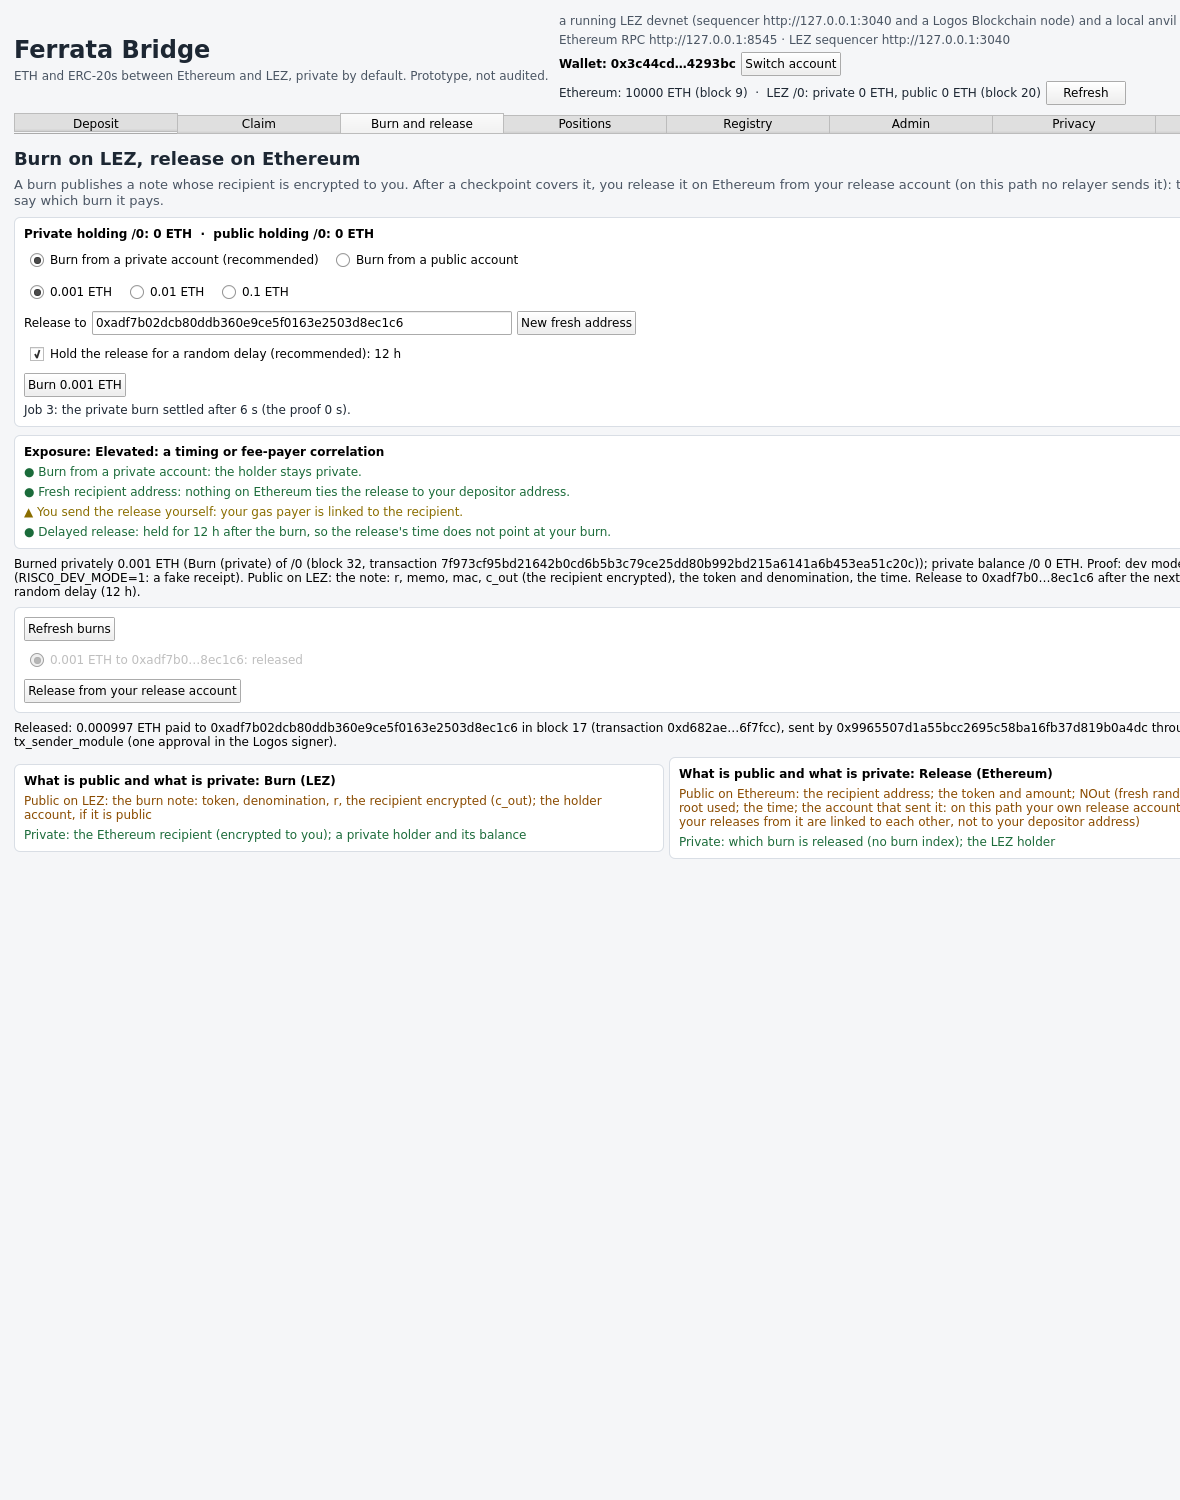 Ferrata Bridge
ETH and ERC-20s between Ethereum and LEZ, private by default. Prototype, not audited.
a running LEZ devnet (sequencer http://127.0.0.1:3040 and a Logos Blockchain node) and a local anvil
Ethereum RPC http://127.0.0.1:8545 · LEZ sequencer http://127.0.0.1:3040
Wallet: 0x3c44cd…4293bc Switch account
Ethereum: 10000 ETH (block 9) · LEZ /0: private 0 ETH, public 0 ETH (block 20) Refresh
Deposit Claim Burn and release Positions Registry Admin Privacy
Burn on LEZ, release on Ethereum
A burn publishes a note whose recipient is encrypted to you. After a checkpoint covers it, you release it on Ethereum from your release account (on this path no relayer sends it):
say which burn it pays.
Private holding /0: 0 ETH · public holding /0: 0 ETH
Burn from a private account (recommended) Burn from a public account
0.001 ETH 0.01 ETH 0.1 ETH
Release to 0xadf7b02dcb80ddb360e9ce5f0163e2503d8ec1c6 New fresh address
Hold the release for a random delay (recommended): 12 h
Burn 0.001 ETH
Job 3: the private burn settled after 6 s (the proof 0 s).
Exposure: Elevated: a timing or fee-payer correlation
● Burn from a private account: the holder stays private.
● Fresh recipient address: nothing on Ethereum ties the release to your depositor address.
▲ You send the release yourself: your gas payer is linked to the recipient.
● Delayed release: held for 12 h after the burn, so the release's time does not point at your burn.
Burned privately 0.001 ETH (Burn (private) of /0 (block 32, transaction 7f973cf95bd21642b0cd6b5b3c79ce25dd80b992bd215a6141a6b453ea51c20c)); private balance /0 0 ETH. Proof: dev mode
(RISC0_DEV_MODE=1: a fake receipt). Public on LEZ: the note: r, memo, mac, c_out (the recipient encrypted), the token and denomination, the time. Release to 0xadf7b0…8ec1c6 after the next
random delay (12 h).
Refresh burns
0.001 ETH to 0xadf7b0…8ec1c6: released
Release from your release account
Released: 0.000997 ETH paid to 0xadf7b02dcb80ddb360e9ce5f0163e2503d8ec1c6 in block 17 (transaction 0xd682ae…6f7fcc), sent by 0x9965507d1a55bcc2695c58ba16fb37d819b0a4dc
tx_sender_module (one approval in the Logos signer).
What is public and what is private: Burn (LEZ)
Public on LEZ: the burn note: token, denomination, r, the recipient encrypted (c_out); the holder
account, if it is public
Private: the Ethereum recipient (encrypted to you); a private holder and its balance
What is public and what is private: Release (Ethereum)
Public on Ethereum: the recipient address; the token and amount; NOut (fresh
root used; the time; the account that sent it: on this path your own release account
your releases from it are linked to each other, not to your depositor address)
Private: which burn is released (no burn index); the LEZ holder